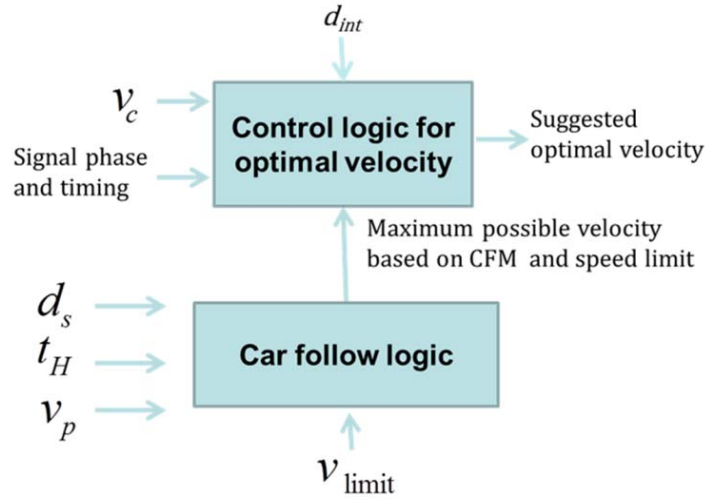 d_int
v_c
Control logic for
optimal velocity
Suggested
optimal velocity
Signal phase
and timing
Maximum possible velocity
based on CFM and speed limit
d_s
t_H
v_p
Car follow logic
v_limit